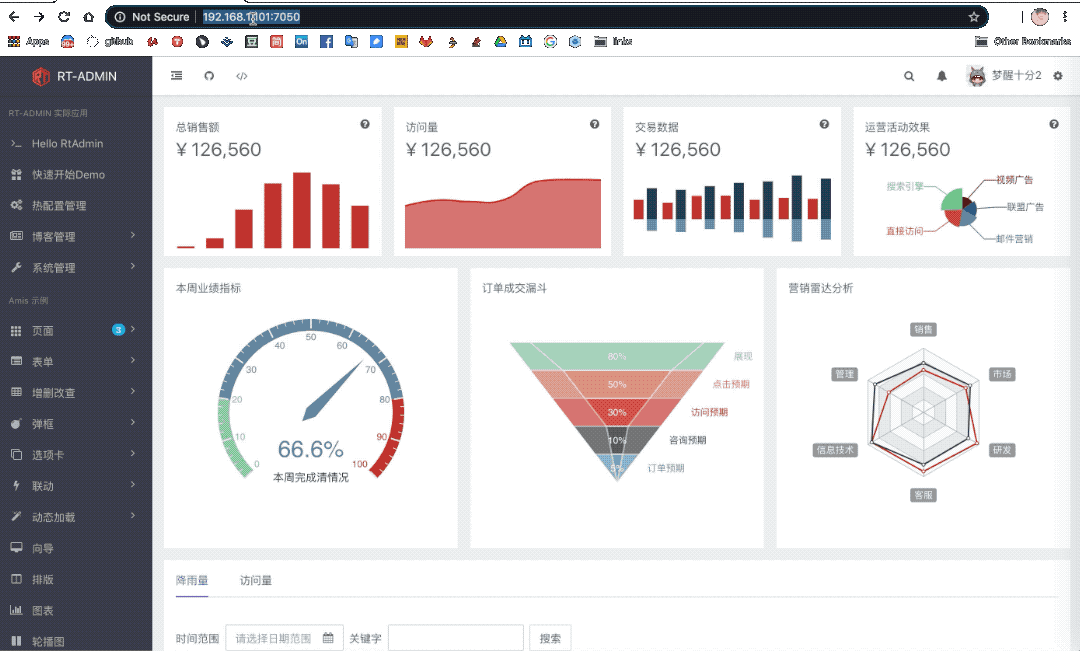 Not Secure 192.168.1.101:7050
Apps github links Other Bookmarks
RT-ADMIN
梦醒十分2
RT-ADMIN 实际应用
Hello RtAdmin
快速开始Demo
热配置管理
博客管理
系统管理
Amis 示例
页面 3
表单
增删改查
弹框
选项卡
联动
动态加载
向导
排版
图表
轮播图
总销售额
¥ 126,560
访问量
¥ 126,560
交易数据
¥ 126,560
运营活动效果
¥ 126,560
搜索引擎
视频广告
联盟广告
直接访问
邮件营销
本周业绩指标
0
10
20
30
40
50
60
70
80
90
100
66.6%
本周完成清情况
订单成交漏斗
80% 展现
50% 点击预期
30% 访问预期
10% 咨询预期
5% 订单预期
营销雷达分析
销售
管理
市场
信息技术
研发
客服
降雨量 访问量
时间范围 请选择日期范围 关键字 搜索